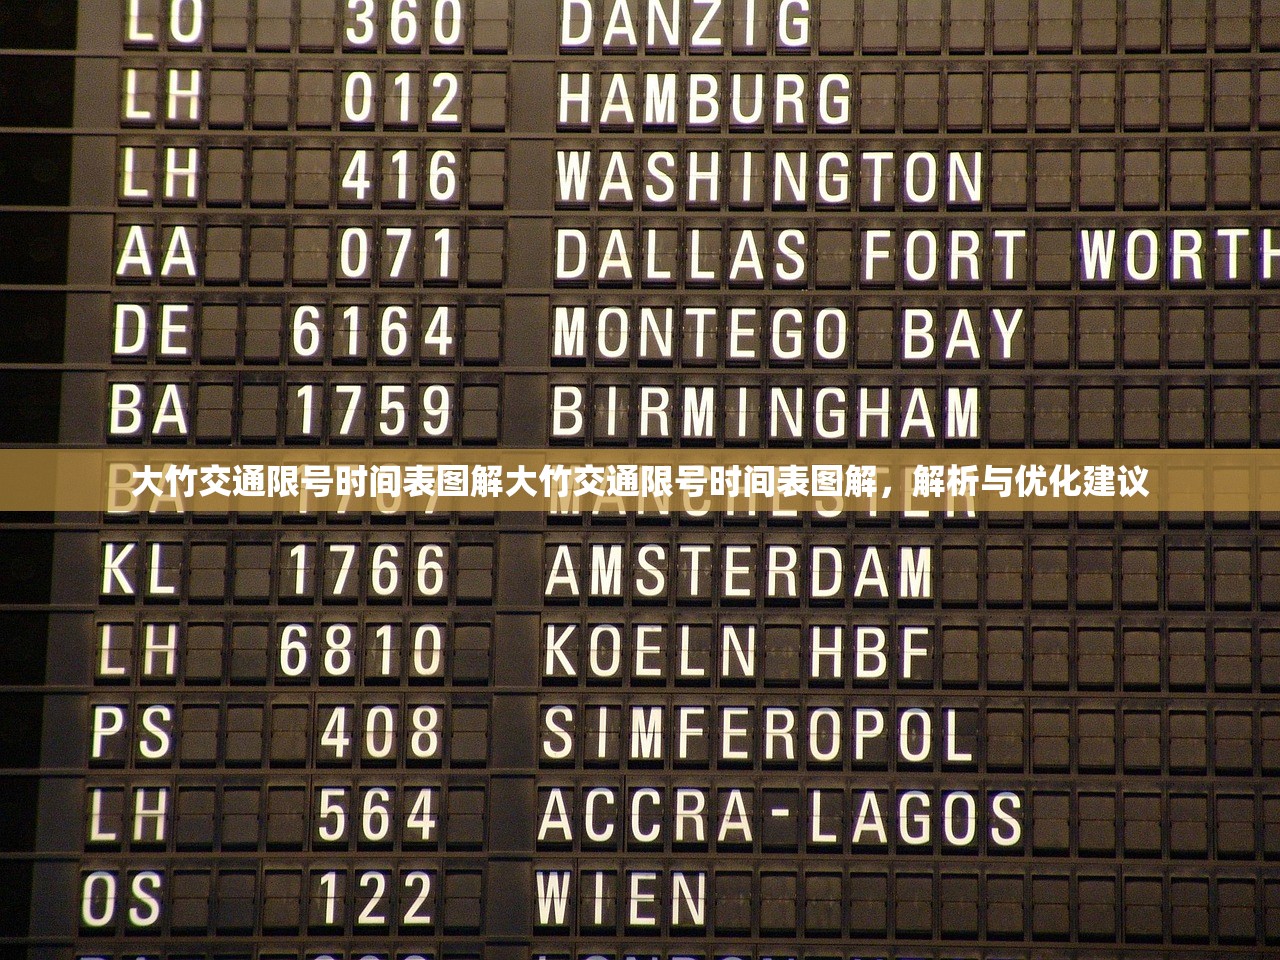 LO 360 DANZIG
LH 012 HAMBURG
LH 416 WASHINGTON
AA 071 DALLAS FORT WORTH
DE 6164 MONTEGO BAY
BA 1759 BIRMINGHAM
大竹交通限号时间表图解大竹交通限号时间表图解，解析与优化建议
KL 1766 AMSTERDAM
LH 6810 KOELN HBF
PS 408 SIMFEROPOL
LH 564 ACCRA-LAGOS
OS 122 WIEN